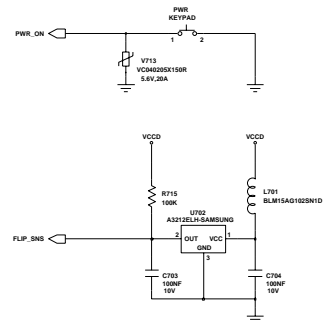 PWR
KEYPAD
PWR_ON
1
2
V713
VC040205X150R
5.6V,20A
VCCD
VCCD
R715
100K
L701
BLM15AG102SN1D
U702
A3212ELH-SAMSUNG
FLIP_SNS
2
OUT
VCC
1
GND
3
C703
100NF
10V
C704
100NF
10V